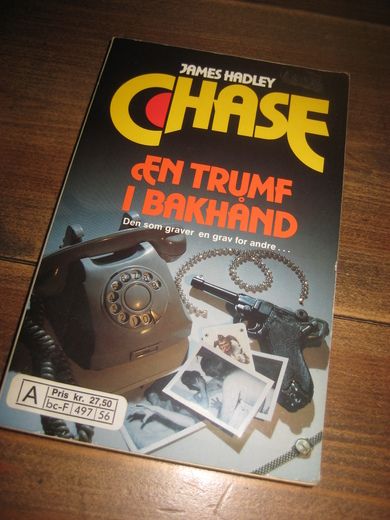 JAMES HADLEY
CHASE
EN TRUMF
I BAKHÅND
Den som graver en grav for andre...
A
Pris kr. 27,50
bc-F 497 56